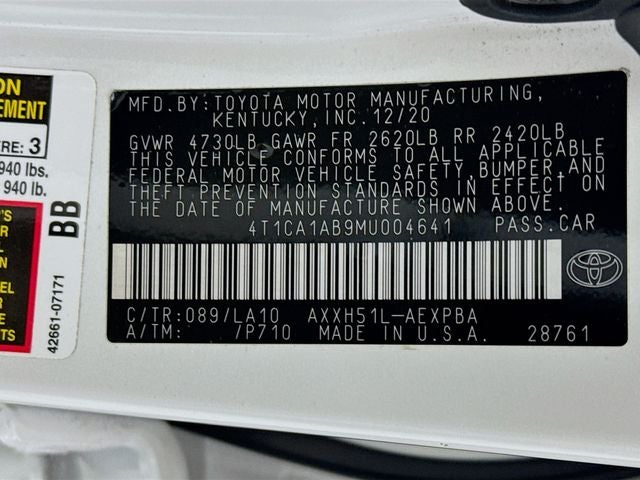 ON
EMENT
ERE: 3
940 lbs.
940 lb.
BB
42661-07171
MFD.BY:TOYOTA MOTOR MANUFACTURING,
KENTUCKY,INC.12/20
GVWR 4730LB GAWR FR 2620LB RR 2420LB
THIS VEHICLE CONFORMS TO ALL APPLICABLE
FEDERAL MOTOR VEHICLE SAFETY,BUMPER,AND
THEFT PREVENTION STANDARDS IN EFFECT ON
THE DATE OF MANUFACTURE SHOWN ABOVE.
4T1CA1AB9MU004641 PASS.CAR
C/TR:089/LA10 AXXH51L-AEXPBA
A/TM: 7P710 MADE IN U.S.A. 28761